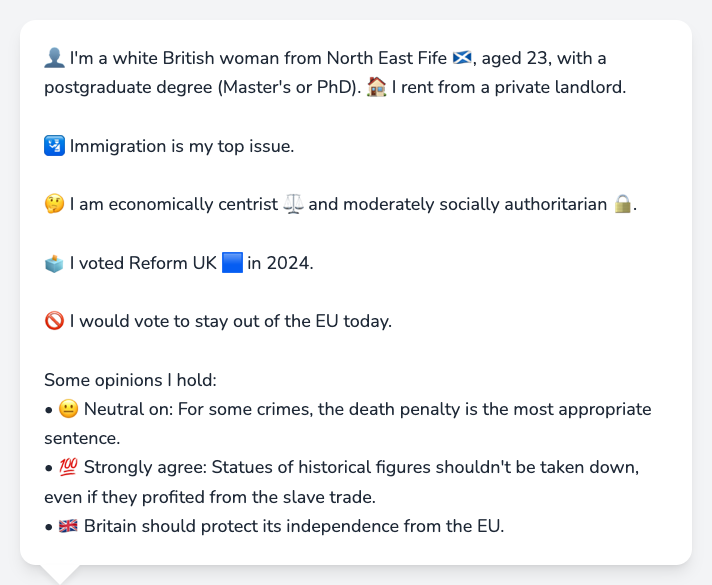 👤 I'm a white British woman from North East Fife 🏴󠁧󠁢󠁳󠁣󠁴󠁿, aged 23, with a
postgraduate degree (Master's or PhD). 🏠 I rent from a private landlord.
🛂 Immigration is my top issue.
🤔 I am economically centrist ⚖️ and moderately socially authoritarian 🔒.
🗳️ I voted Reform UK 🟦 in 2024.
🚫 I would vote to stay out of the EU today.
Some opinions I hold:
• 😐 Neutral on: For some crimes, the death penalty is the most appropriate
sentence.
• 💯 Strongly agree: Statues of historical figures shouldn't be taken down,
even if they profited from the slave trade.
• 🇬🇧 Britain should protect its independence from the EU.